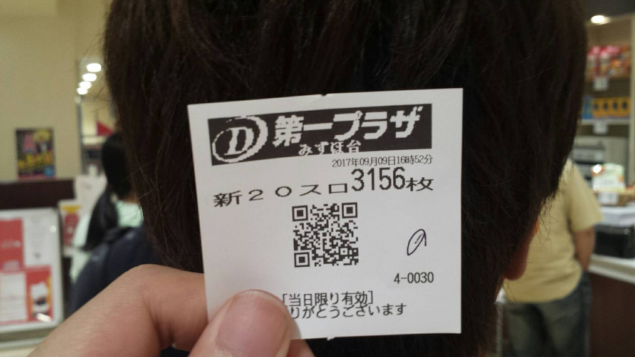 D 第一プラザ
みずほ台
2017年09月09日16時52分
新20スロ3156枚
4-0030
[当日限り有効]
りがとうございます